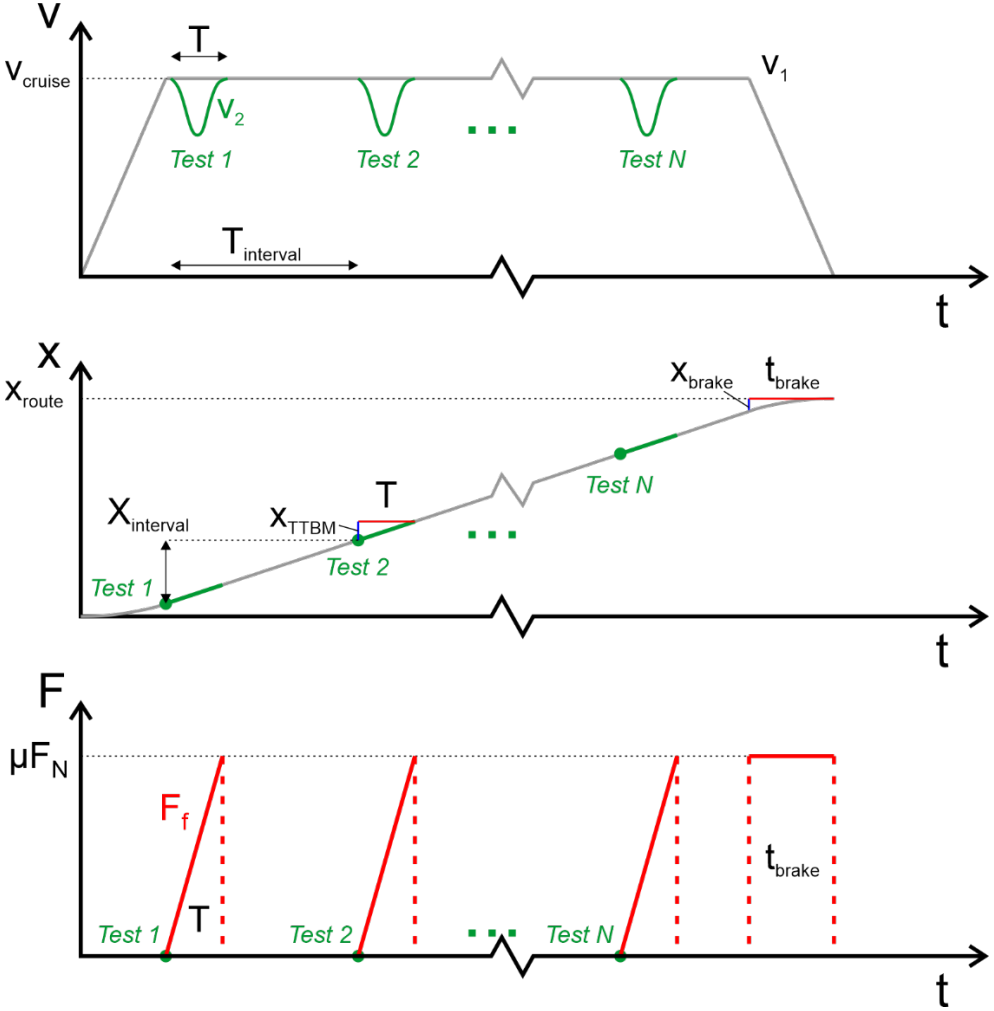 v
T
v_cruise
v_1
v_2
Test 1
Test 2
...
Test N
T_interval
t
x
x_route
x_brake
t_brake
T
Test N
X_interval
x_TTBM
...
Test 2
Test 1
t
F
μF_N
F_f
t_brake
T
Test 1
Test 2
...
Test N
t